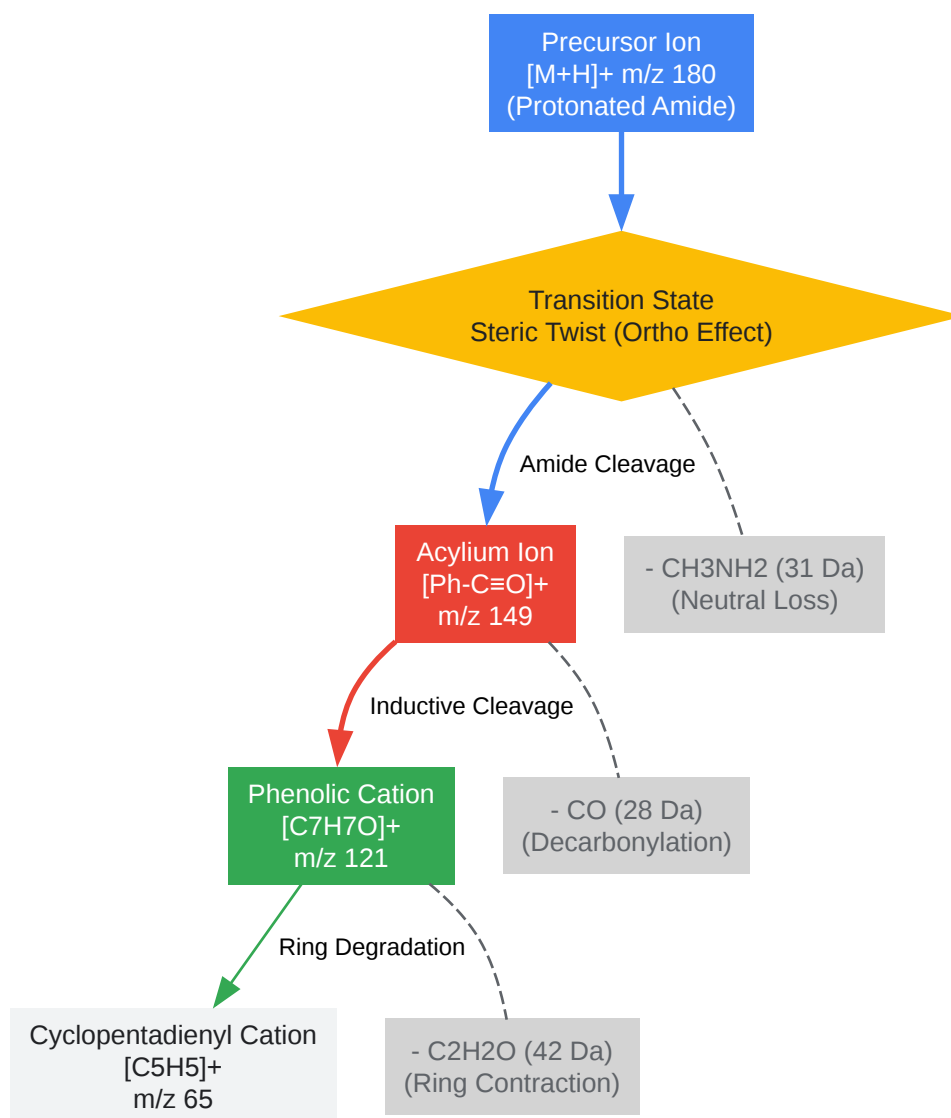 Precursor Ion
[M+H]+ m/z 180
(Protonated Amide)
Transition State
Steric Twist (Ortho Effect)
Amide Cleavage
Acylium Ion
[Ph-C≡O]+
m/z 149
- CH3NH2 (31 Da)
(Neutral Loss)
Inductive Cleavage
Phenolic Cation
[C7H7O]+
m/z 121
- CO (28 Da)
(Decarbonylation)
Ring Degradation
Cyclopentadienyl Cation
[C5H5]+
m/z 65
- C2H2O (42 Da)
(Ring Contraction)